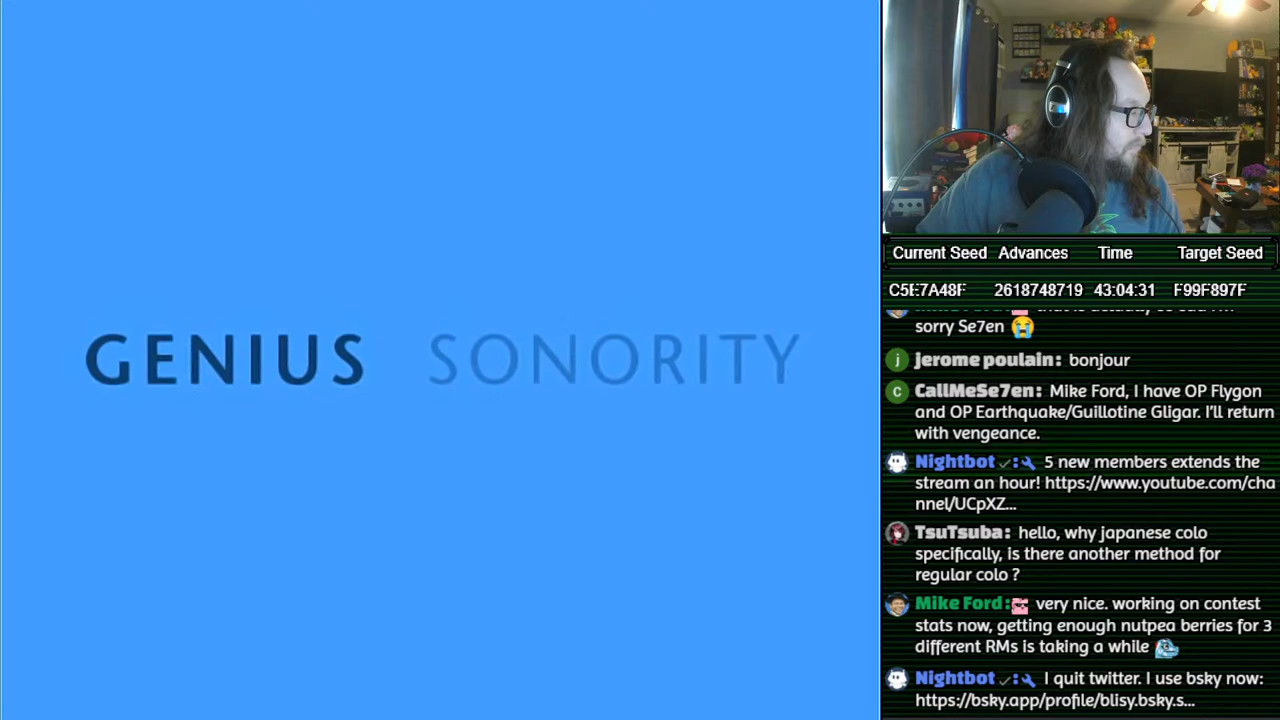 GENIUS SONORITY
Current Seed Advances Time Target Seed
C5E7A48F 2618748719 43:04:31 F99F897F
sorry Se7en
jerome poulain: bonjour
CallMeSe7en: Mike Ford, I have OP Flygon
and OP Earthquake/Guillotine Gligar. I'll return
with vengeance.
Nightbot : 5 new members extends the
stream an hour! https://www.youtube.com/cha
nnel/UCpXZ...
TsuTsuba: hello, why japanese colo
specifically, is there another method for
regular colo ?
Mike Ford: very nice. working on contest
stats now, getting enough nutpea berries for 3
different RMs is taking a while
Nightbot : I quit twitter. I use bsky now:
https://bsky.app/profile/blisy.bsky.s...